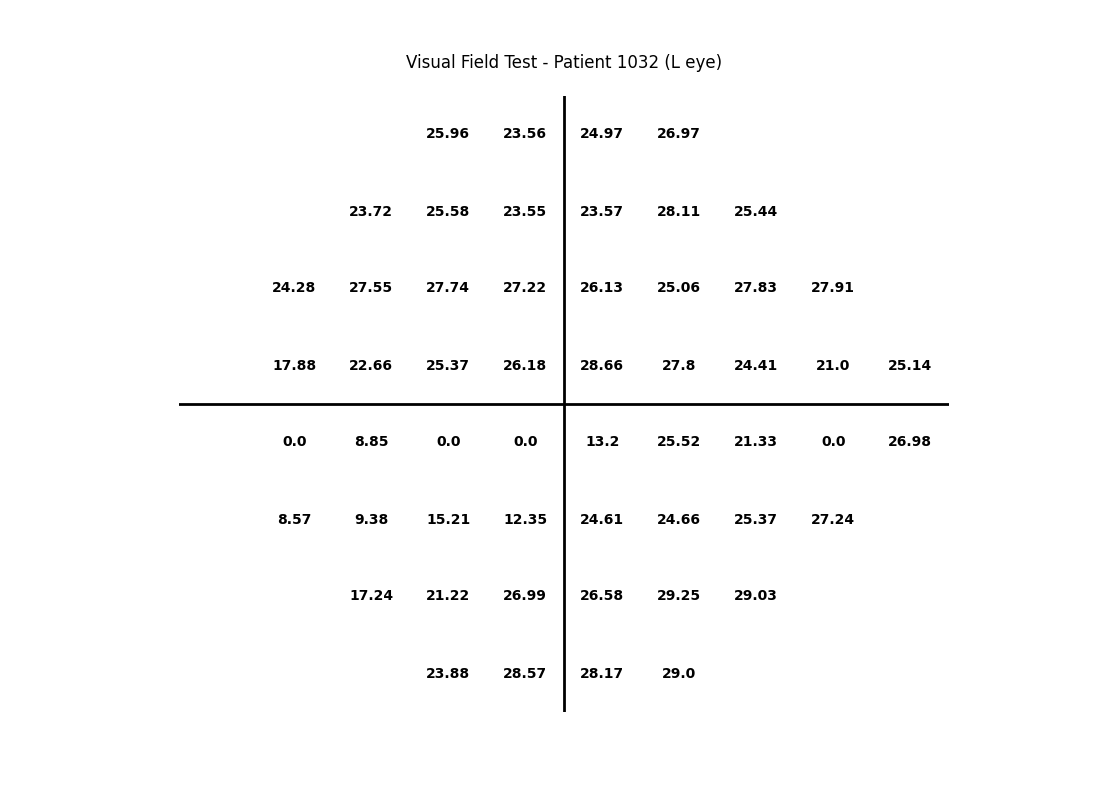 Visual Field Test - Patient 1032 (L eye)
25.96 23.56 24.97 26.97
23.72 25.58 23.55 23.57 28.11 25.44
24.28 27.55 27.74 27.22 26.13 25.06 27.83 27.91
17.88 22.66 25.37 26.18 28.66 27.8 24.41 21.0 25.14
0.0 8.85 0.0 0.0 13.2 25.52 21.33 0.0 26.98
8.57 9.38 15.21 12.35 24.61 24.66 25.37 27.24
17.24 21.22 26.99 26.58 29.25 29.03
23.88 28.57 28.17 29.0